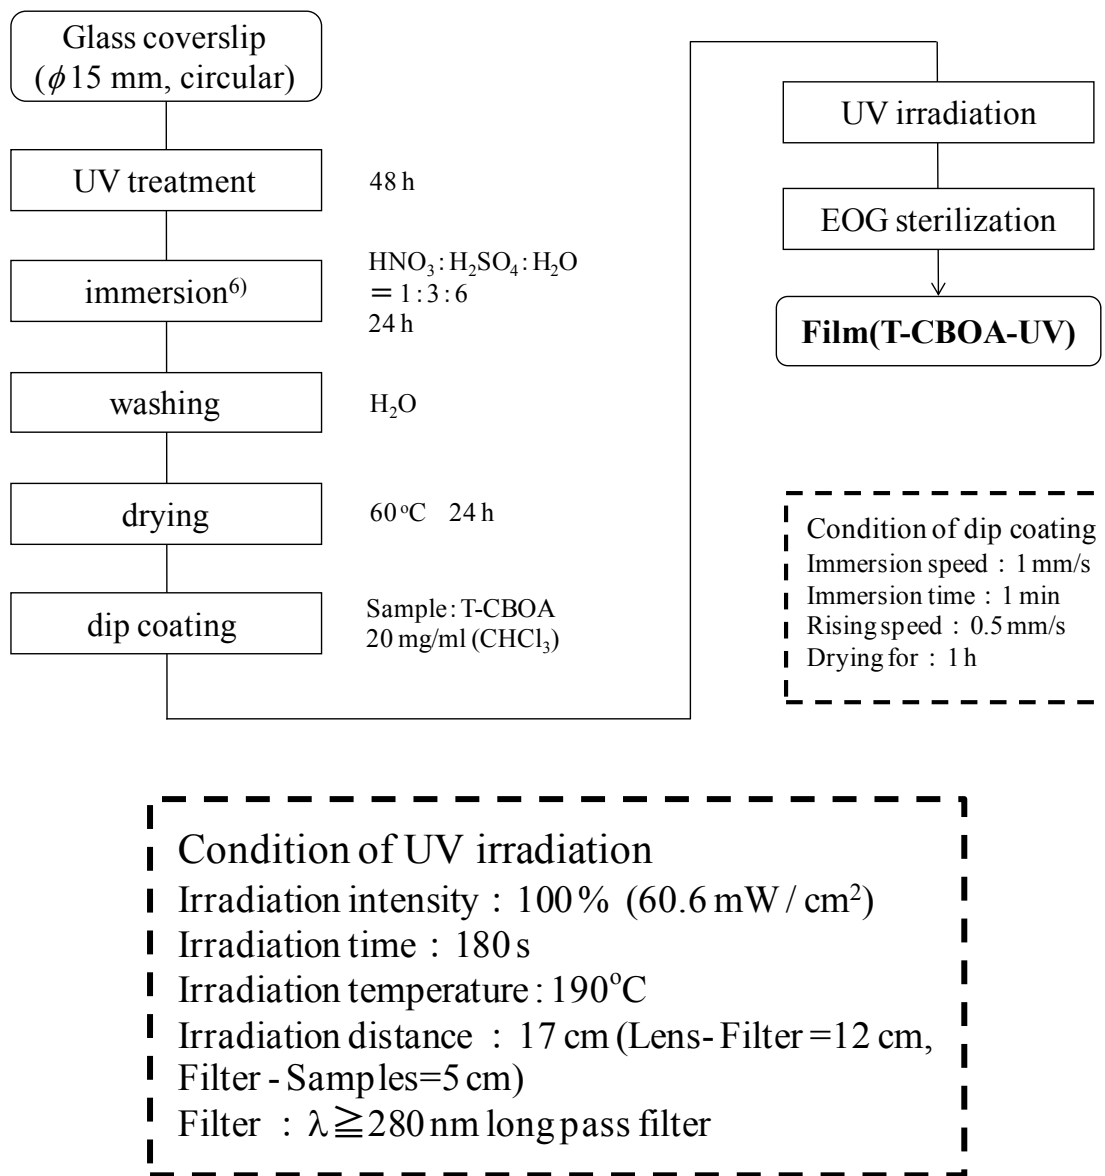 Glass coverslip
(ϕ15 mm, circular)
UV treatment
48 h
immersion⁶⁾
HNO₃:H₂SO₄:H₂O
＝1:3:6
24 h
washing
H₂O
drying
60 ºC 24 h
dip coating
Sample:T-CBOA
20 mg/ml (CHCl₃)
UV irradiation
EOG sterilization
Film(T-CBOA-UV)
Condition of dip coating
Immersion speed：1 mm/s
Immersion time：1 min
Rising speed：0.5 mm/s
Drying for：1 h
Condition of UV irradiation
Irradiation intensity：100% (60.6 mW / cm²)
Irradiation time：180 s
Irradiation temperature:190ºC
Irradiation distance：17 cm (Lens- Filter =12 cm,
Filter - Samples=5 cm)
Filter：λ≧280 nm long pass filter